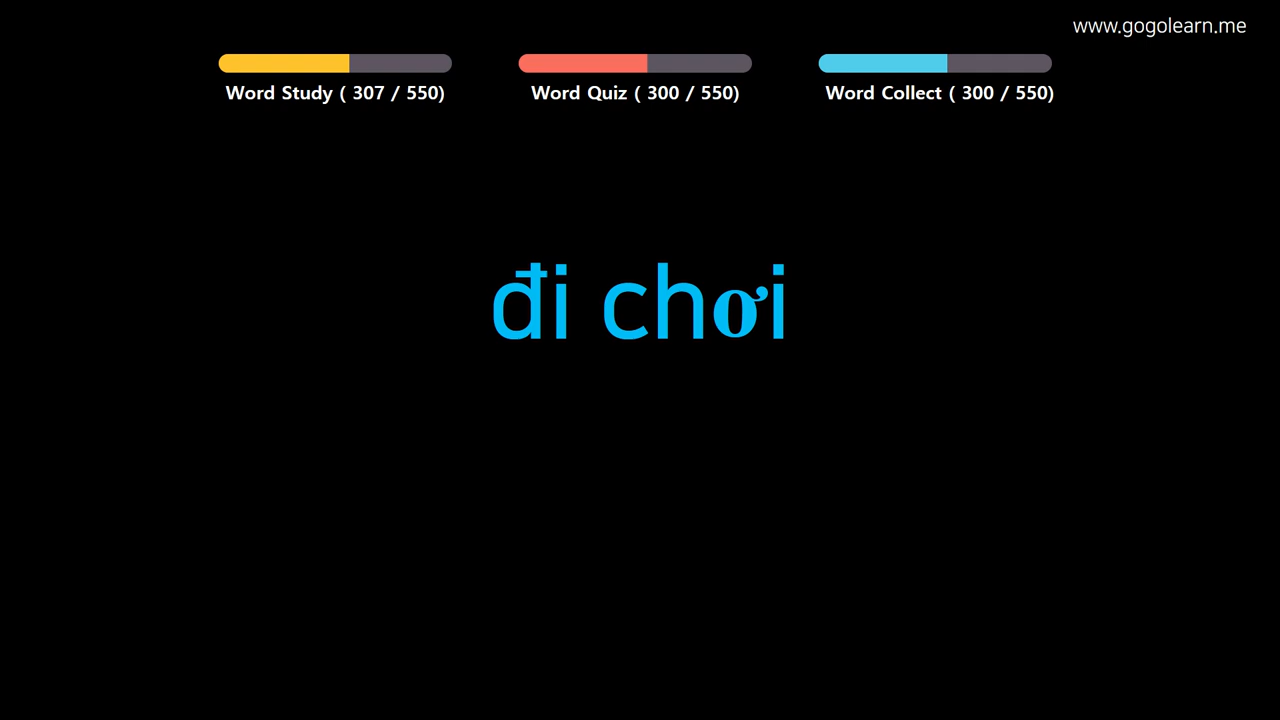 www.gogolearn.me
Word Study ( 307 / 550)
Word Quiz ( 300 / 550)
Word Collect ( 300 / 550)
đi chơi